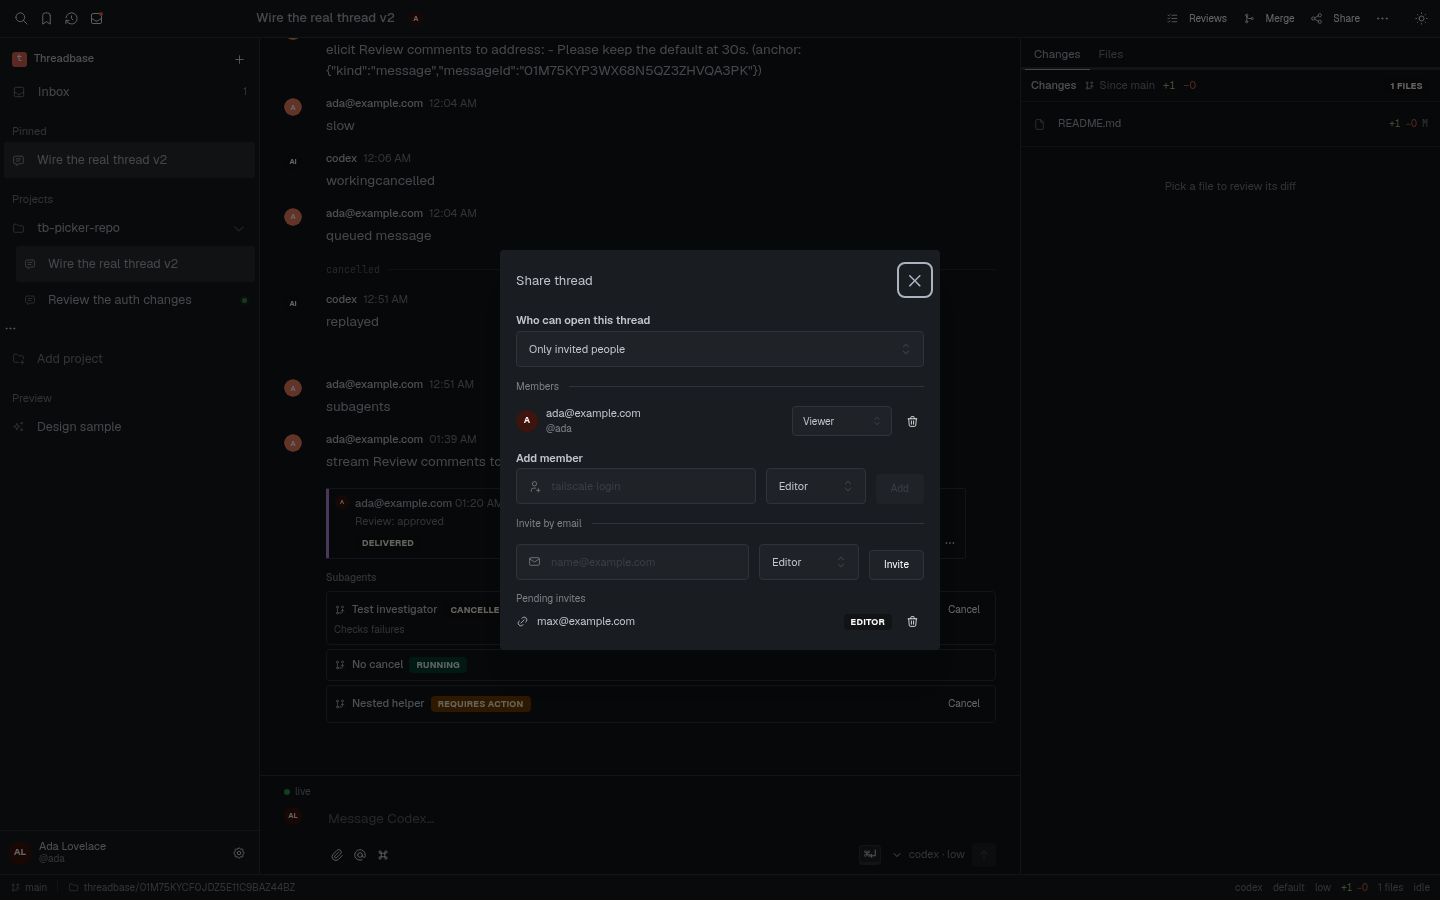 Wire the real thread v2
A
Reviews
Merge
Share
t
Threadbase
Inbox
1
Pinned
Wire the real thread v2
Projects
tb-picker-repo
Wire the real thread v2
Review the auth changes
Add project
Preview
Design sample
AL
Ada Lovelace
@ada
elicit Review comments to address: - Please keep the default at 30s. (anchor:
{"kind":"message","messageId":"01M75KYP3WX68N5QZ3ZHVQA3PK"})
A
ada@example.com 12:04 AM
slow
AI
codex 12:06 AM
workingcancelled
A
ada@example.com 12:04 AM
queued message
cancelled
AI
codex 12:51 AM
replayed
A
ada@example.com 12:51 AM
subagents
A
ada@example.com 01:39 AM
stream Review comments to
A
ada@example.com 01:20 AM
Review: approved
DELIVERED
Subagents
Test investigator CANCELLE
Cancel
Checks failures
No cancel RUNNING
Nested helper REQUIRES ACTION
Cancel
live
AL
Message Codex...
codex · low
Share thread
Who can open this thread
Only invited people
Members
A
ada@example.com
@ada
Viewer
Add member
tailscale login
Editor
Add
Invite by email
name@example.com
Editor
Invite
Pending invites
max@example.com
EDITOR
Changes
Files
Changes
Since main
+1 −0
1 FILES
README.md
+1 −0 M
Pick a file to review its diff
main
threadbase/01M75KYCF0JDZ5E11C9BAZ44BZ
codex default low +1 −0 1 files idle